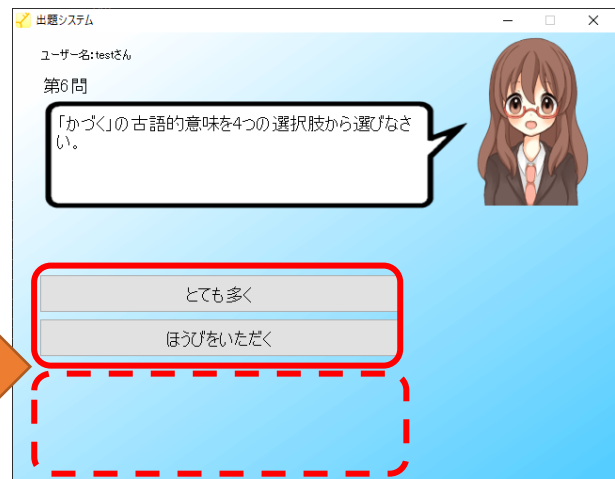 出題システム
ユーザー名:testさん
第6問
「かづく」の古語的意味を4つの選択肢から選びなさ
い。
とても多く
ほうびをいただく